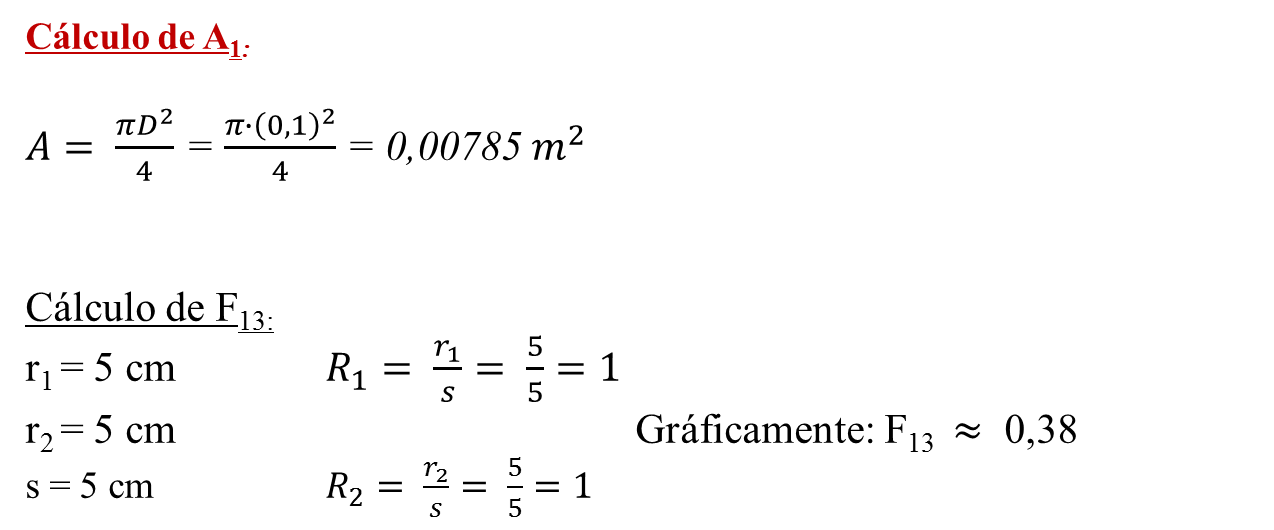 Cálculo de A₁:
A = πD²/4 = π·(0,1)²/4 = 0,00785 m²
Cálculo de F₁₃:
r₁ = 5 cm R₁ = r₁/s = 5/5 = 1
r₂ = 5 cm Gráficamente: F₁₃ ≈ 0,38
s = 5 cm R₂ = r₂/s = 5/5 = 1